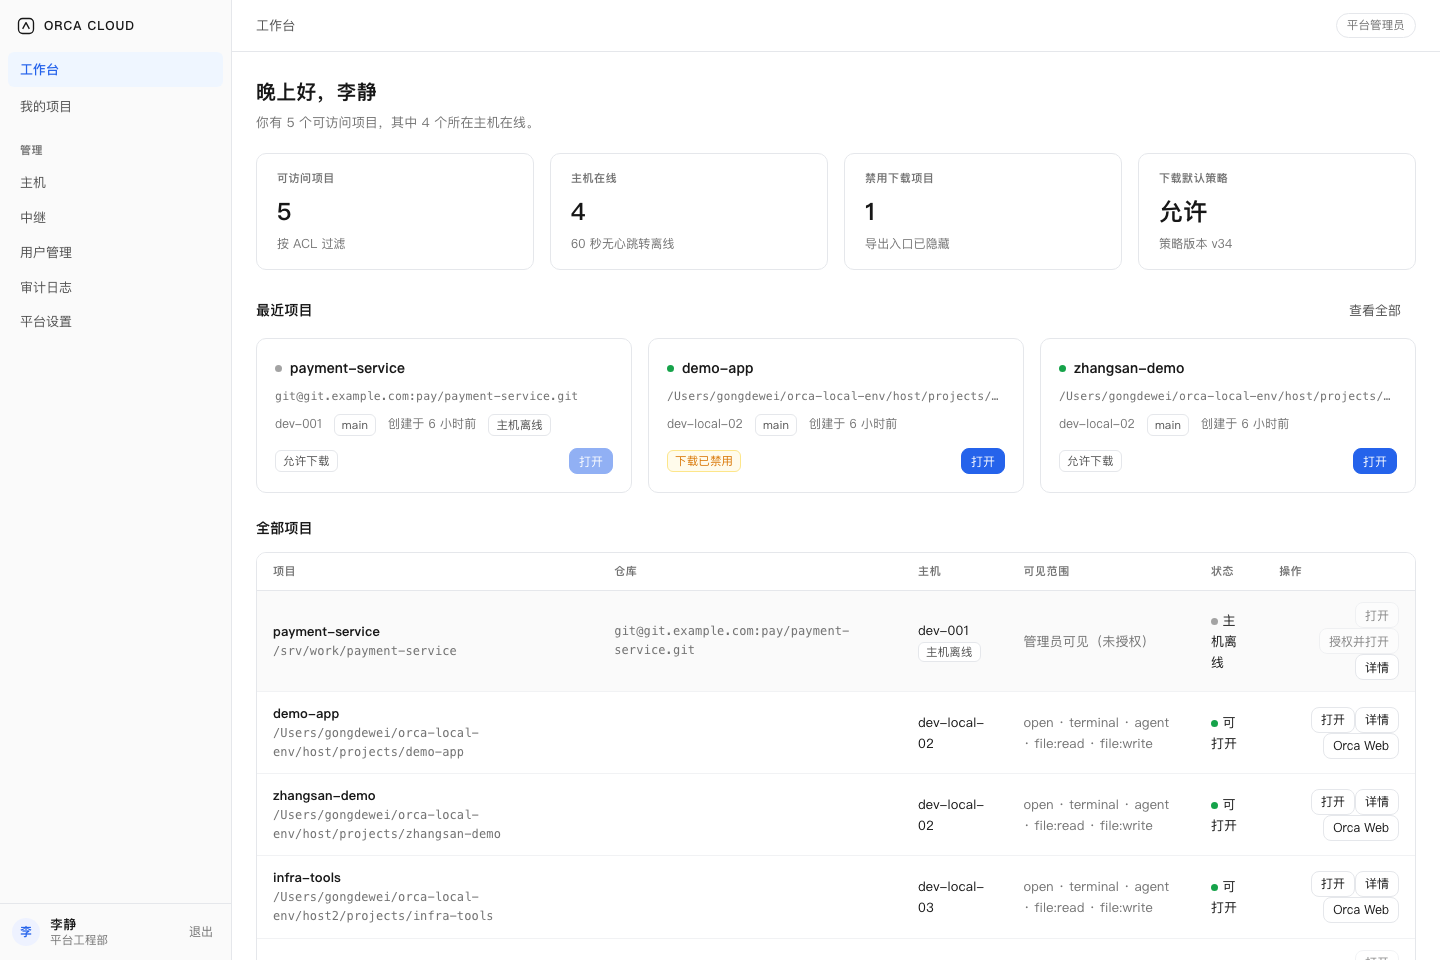 ORCA CLOUD
工作台
我的项目
管理
主机
中继
用户管理
审计日志
平台设置
李
李静
平台工程部
退出
工作台
平台管理员
晚上好，李静
你有 5 个可访问项目，其中 4 个所在主机在线。
可访问项目
5
按 ACL 过滤
主机在线
4
60 秒无心跳转离线
禁用下载项目
1
导出入口已隐藏
下载默认策略
允许
策略版本 v34
最近项目
查看全部
payment-service
git@git.example.com:pay/payment-service.git
dev-001 main 创建于 6 小时前 主机离线
允许下载 打开
demo-app
/Users/gongdewei/orca-local-env/host/projects/…
dev-local-02 main 创建于 6 小时前
下载已禁用 打开
zhangsan-demo
/Users/gongdewei/orca-local-env/host/projects/…
dev-local-02 main 创建于 6 小时前
允许下载 打开
全部项目
项目 仓库 主机 可见范围 状态 操作
payment-service
/srv/work/payment-service
git@git.example.com:pay/payment-
service.git
dev-001
主机离线
管理员可见（未授权）
主
机离
线
打开
授权并打开
详情
demo-app
/Users/gongdewei/orca-local-
env/host/projects/demo-app
dev-local-
02
open · terminal · agent
· file:read · file:write
可
打开
打开 详情
Orca Web
zhangsan-demo
/Users/gongdewei/orca-local-
env/host/projects/zhangsan-demo
dev-local-
02
open · terminal · agent
· file:read · file:write
可
打开
打开 详情
Orca Web
infra-tools
/Users/gongdewei/orca-local-
env/host2/projects/infra-tools
dev-local-
03
open · terminal · agent
· file:read · file:write
可
打开
打开 详情
Orca Web